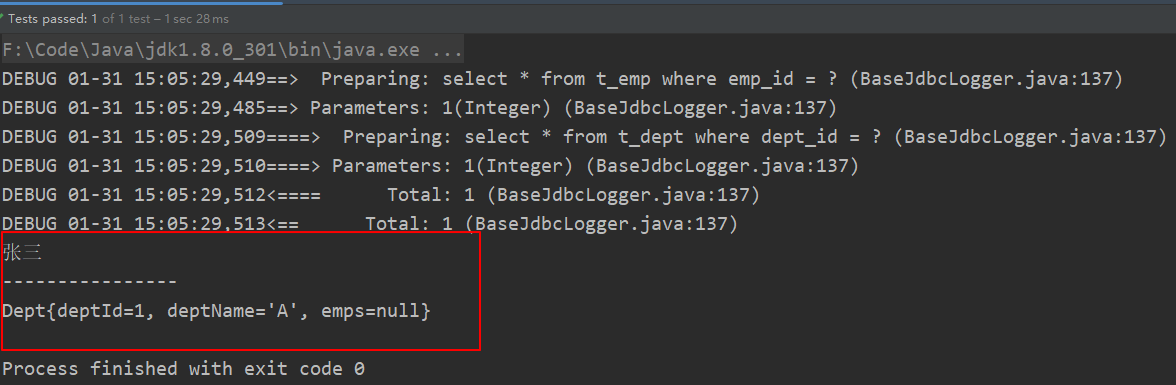 Tests passed: 1 of 1 test – 1 sec 28 ms
F:\Code\Java\jdk1.8.0_301\bin\java.exe ...
DEBUG 01-31 15:05:29,449==>  Preparing: select * from t_emp where emp_id = ? (BaseJdbcLogger.java:137)
DEBUG 01-31 15:05:29,485==> Parameters: 1(Integer) (BaseJdbcLogger.java:137)
DEBUG 01-31 15:05:29,509====>  Preparing: select * from t_dept where dept_id = ? (BaseJdbcLogger.java:137)
DEBUG 01-31 15:05:29,510====> Parameters: 1(Integer) (BaseJdbcLogger.java:137)
DEBUG 01-31 15:05:29,512<====      Total: 1 (BaseJdbcLogger.java:137)
DEBUG 01-31 15:05:29,513<==      Total: 1 (BaseJdbcLogger.java:137)
张三
----------------
Dept{deptId=1, deptName='A', emps=null}
Process finished with exit code 0